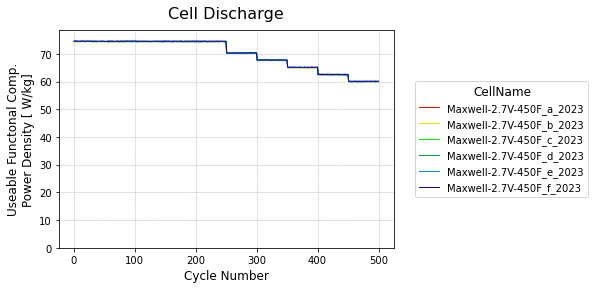 Cell Discharge
Useable Functonal Comp.
Power Density [ W/kg]
70
60
50
40
30
20
10
0
0 100 200 300 400 500
Cycle Number
CellName
Maxwell-2.7V-450F_a_2023
Maxwell-2.7V-450F_b_2023
Maxwell-2.7V-450F_c_2023
Maxwell-2.7V-450F_d_2023
Maxwell-2.7V-450F_e_2023
Maxwell-2.7V-450F_f_2023